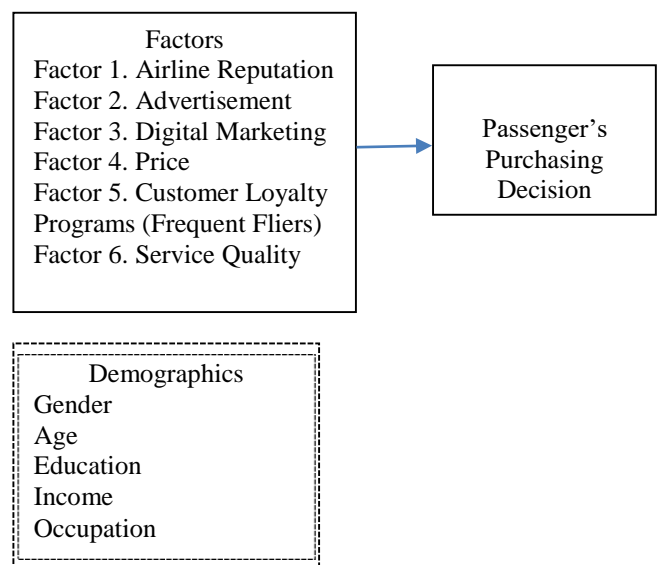 Factors
Factor 1. Airline Reputation
Factor 2. Advertisement
Factor 3. Digital Marketing
Factor 4. Price
Factor 5. Customer Loyalty
Programs (Frequent Fliers)
Factor 6. Service Quality
Passenger's
Purchasing
Decision
Demographics
Gender
Age
Education
Income
Occupation